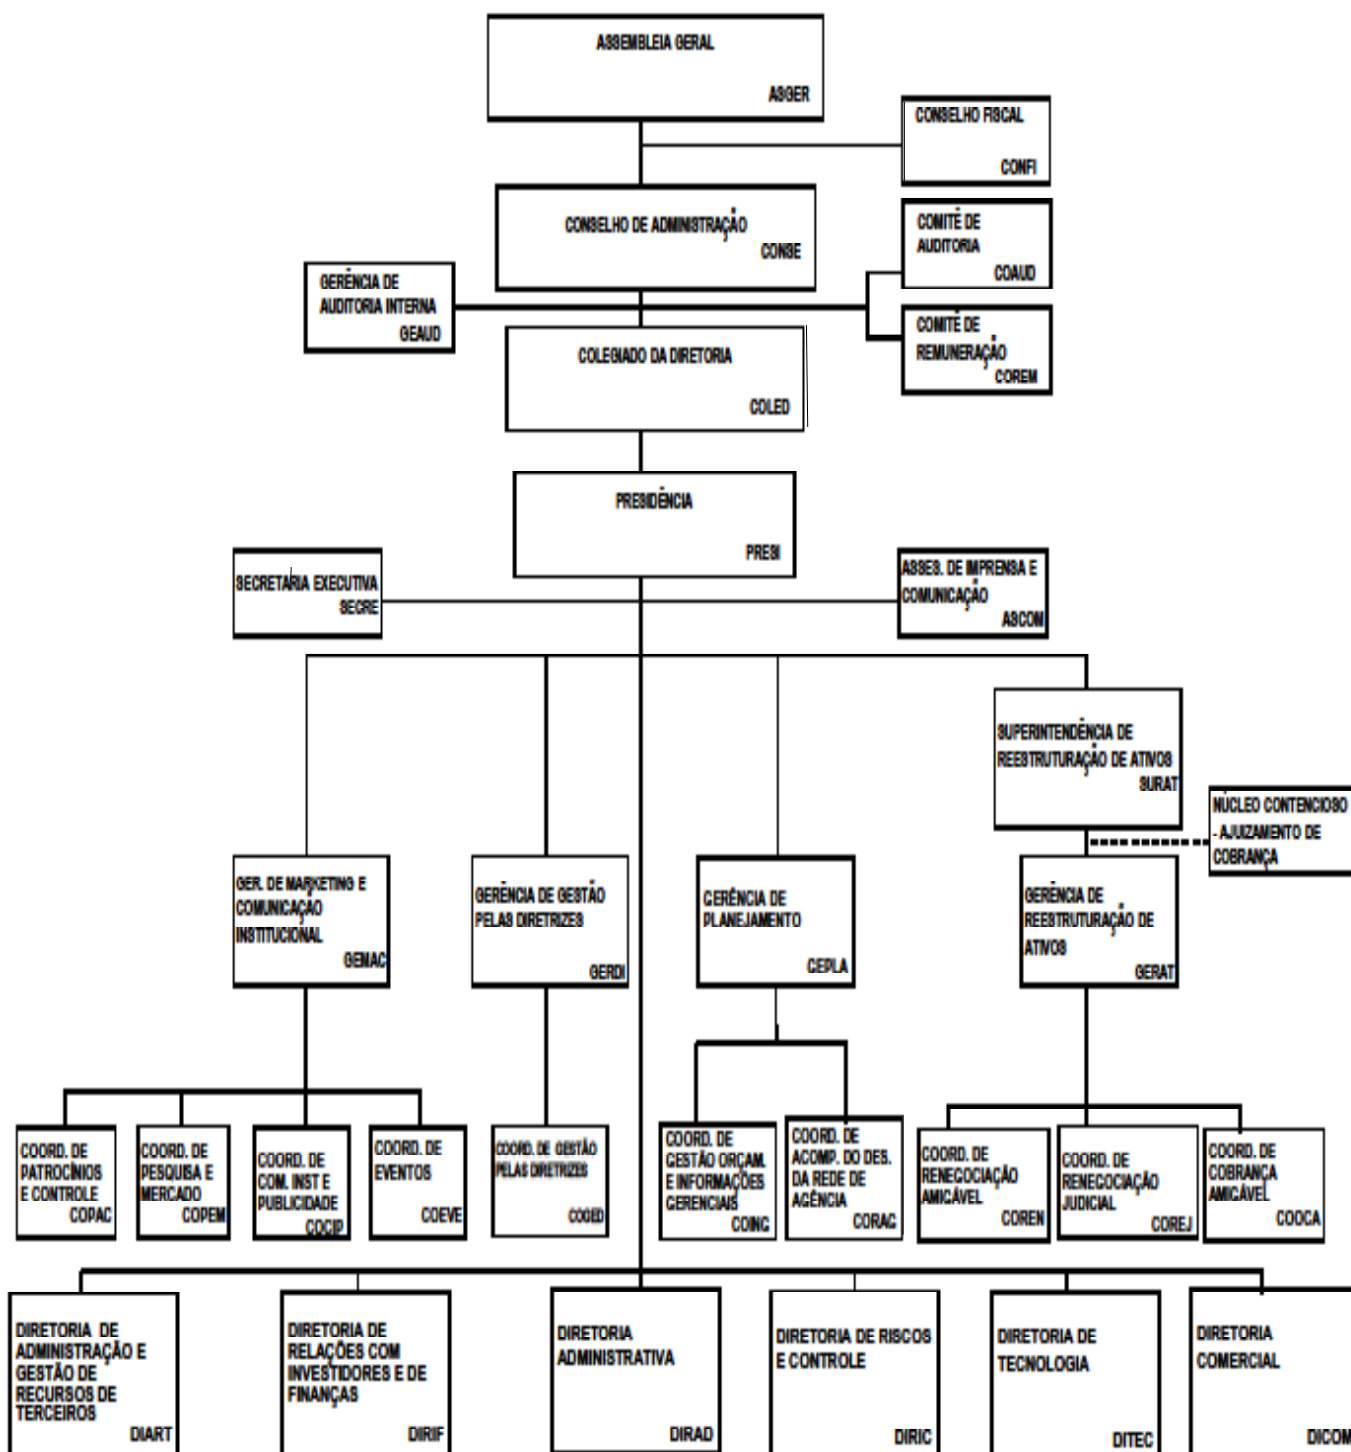 ASSEMBLEIA GERAL
ASGER
CONSELHO FISCAL
CONFI
CONSELHO DE ADMINISTRAÇÃO
CONSE
COMITÊ DE
AUDITORIA
COAUD
GERÊNCIA DE
AUDITORIA INTERNA
GEAUD
COMITÊ DE
REMUNERAÇÃO
COREM
COLEGIADO DA DIRETORIA
COLED
PRESIDÊNCIA
PRESI
SECRETARIA EXECUTIVA
SECRE
ASSES. DE IMPRENSA E
COMUNICAÇÃO
ASCOM
SUPERINTENDÊNCIA DE
REESTRUTURAÇÃO DE ATIVOS
SURAT
NÚCLEO CONTENCIOSO
- AJUIZAMENTO DE
COBRANÇA
GER. DE MARKETING E
COMUNICAÇÃO
INSTITUCIONAL
GEMAC
GERÊNCIA DE GESTÃO
PELAS DIRETRIZES
GERDI
GERÊNCIA DE
PLANEJAMENTO
GEPLA
GERÊNCIA DE
REESTRUTURAÇÃO DE
ATIVOS
GERAT
COORD. DE
PATROCÍNIOS
E CONTROLE
COPAC
COORD. DE
PESQUISA E
MERCADO
COPEM
COORD. DE
COM. INST E
PUBLICIDADE
COCIP
COORD. DE
EVENTOS
COEVE
COORD. DE GESTÃO
PELAS DIRETRIZES
COGED
COORD. DE
GESTÃO ORÇAM.
E INFORMAÇÕES
GERENCIAIS
COING
COORD. DE
ACOMP. DO DES.
DA REDE DE
AGÊNCIA
CORAG
COORD. DE
RENEGOCIAÇÃO
AMIGÁVEL
COREN
COORD. DE
RENEGOCIAÇÃO
JUDICIAL
COREJ
COORD. DE
COBRANÇA
AMIGÁVEL
COOCA
DIRETORIA DE
ADMINISTRAÇÃO E
GESTÃO DE
RECURSOS DE
TERCEIROS
DIART
DIRETORIA DE
RELAÇÕES COM
INVESTIDORES E DE
FINANÇAS
DIRIF
DIRETORIA
ADMINISTRATIVA
DIRAD
DIRETORIA DE RISCOS
E CONTROLE
DIRIC
DIRETORIA DE
TECNOLOGIA
DITEC
DIRETORIA
COMERCIAL
DICOM